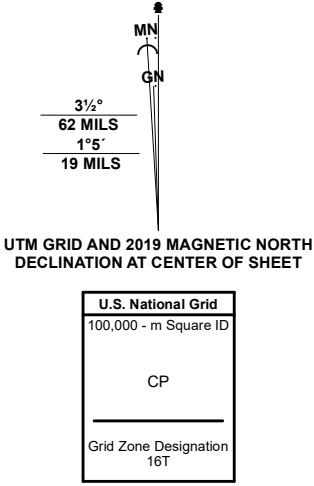 MN
GN
3½°
62 MILS
1°5´
19 MILS
UTM GRID AND 2019 MAGNETIC NORTH
DECLINATION AT CENTER OF SHEET
U.S. National Grid
100,000 - m Square ID
CP
Grid Zone Designation
16T